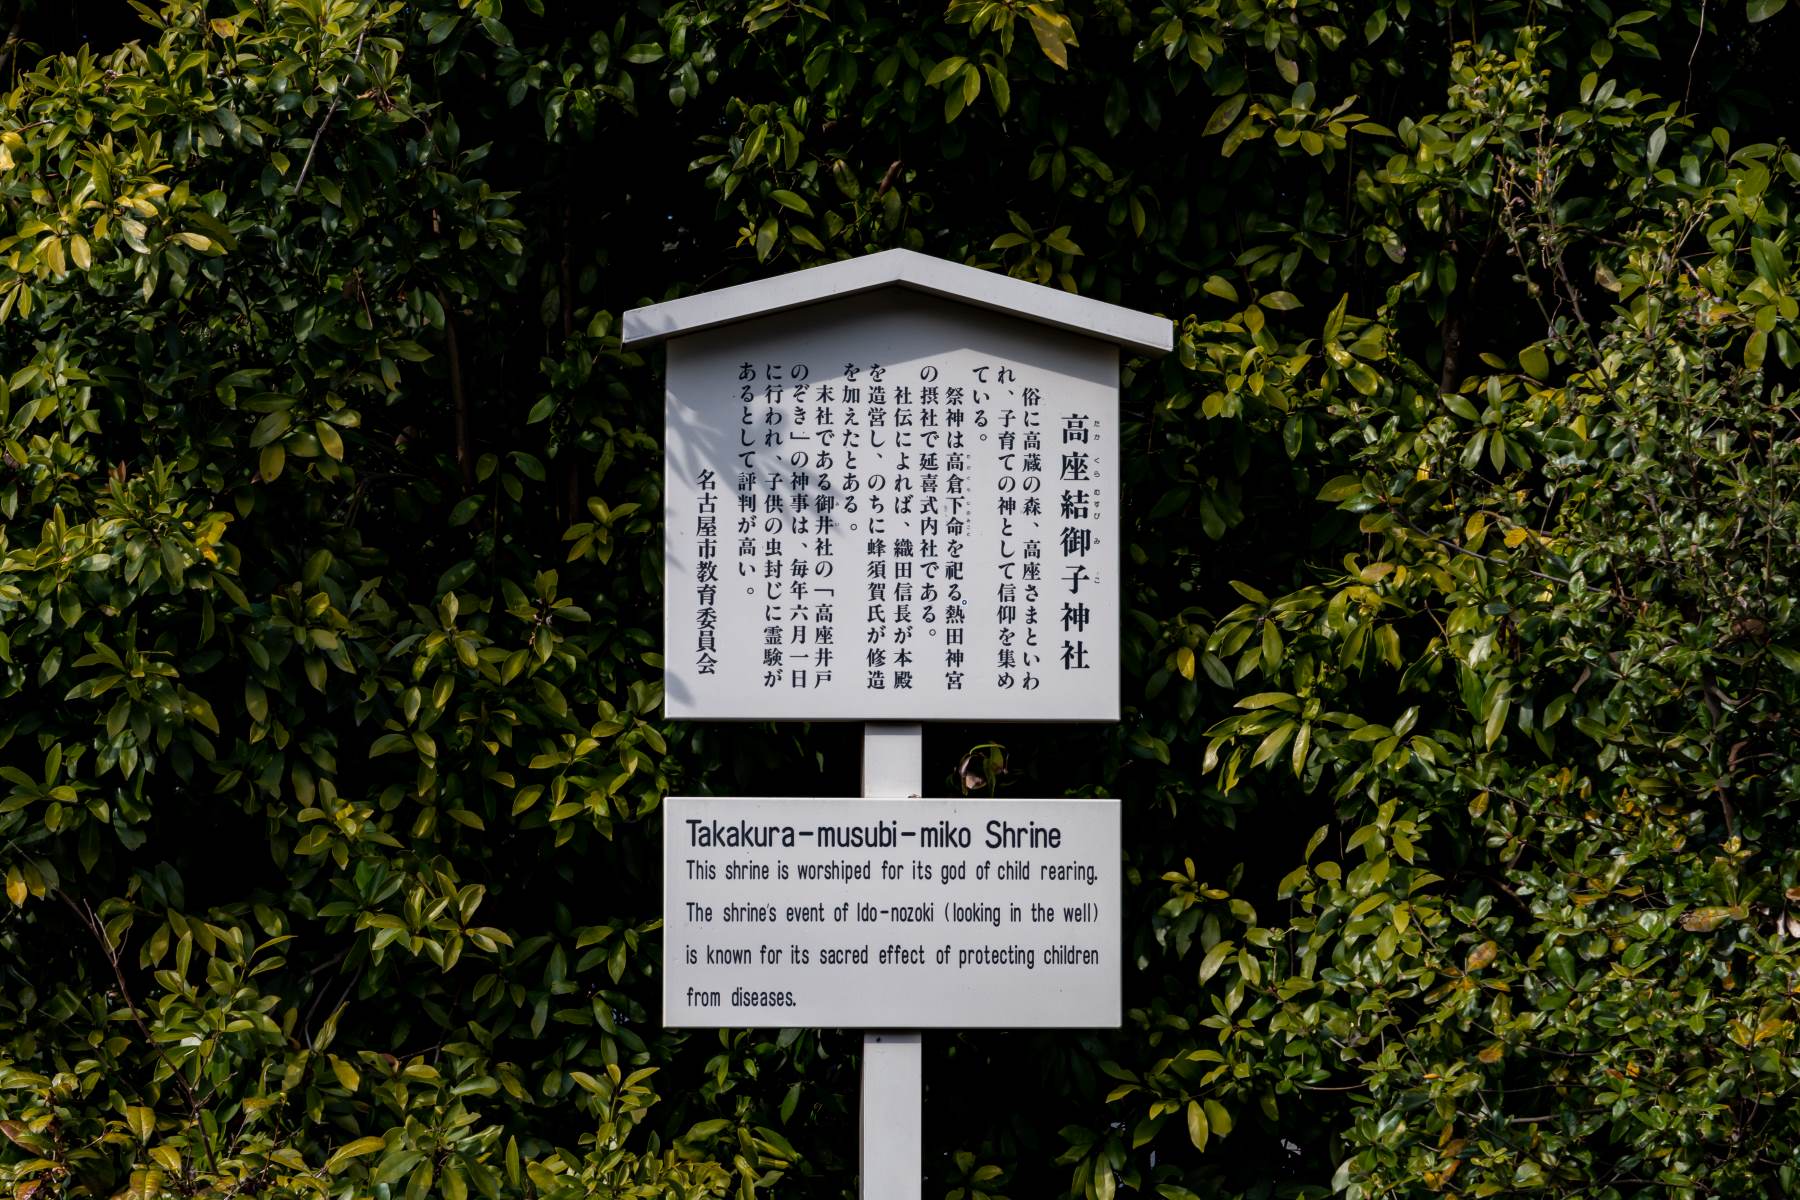 高座結御子神社
たか くら むすび み こ
俗に高蔵の森、高座さまといわ
れ、子育ての神として信仰を集め
ている。
祭神は高倉下命を祀る。熱田神宮
の摂社で延喜式内社である。
社伝によれば、織田信長が本殿
を造営し、のちに蜂須賀氏が修造
を加えたとある。
末社である御井社の「高座井戸
のぞき」の神事は、毎年六月一日
に行われ、子供の虫封じに霊験が
あるとして評判が高い。
名古屋市教育委員会
Takakura-musubi-miko Shrine
This shrine is worshiped for its god of child rearing.
The shrine's event of Ido-nozoki (looking in the well)
is known for its sacred effect of protecting children
from diseases.